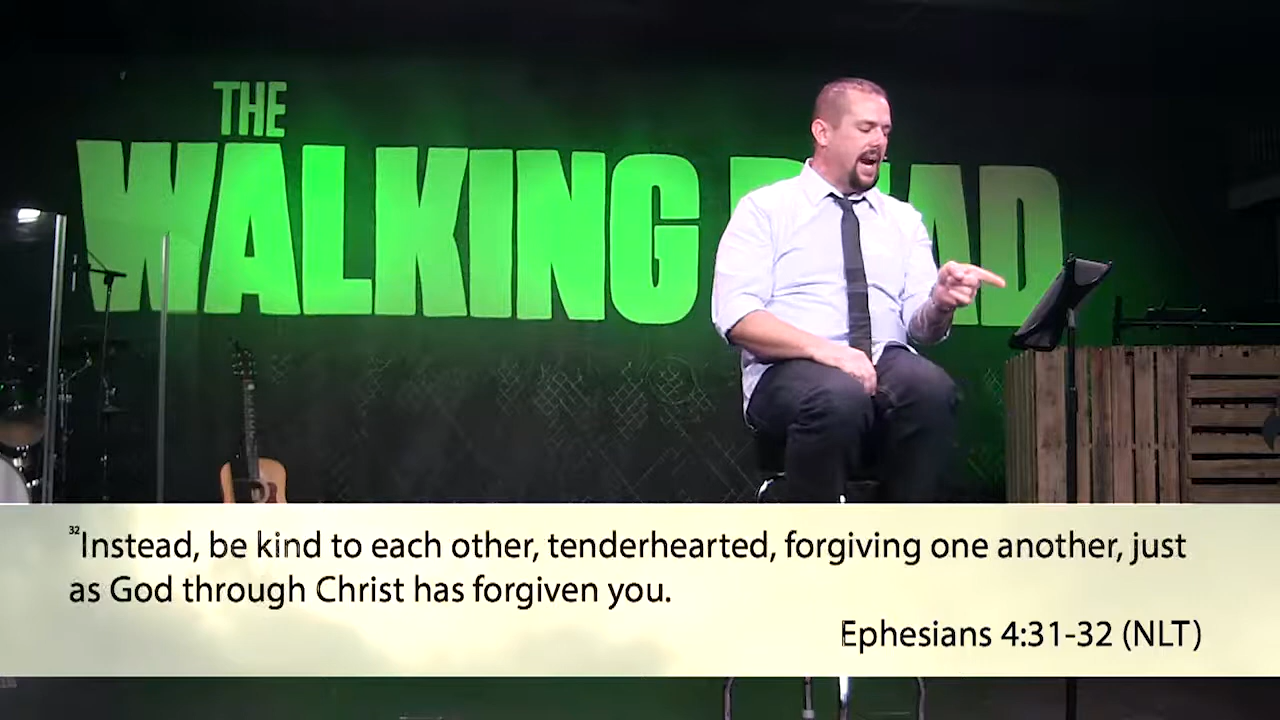 THE
WALKING DEAD
32Instead, be kind to each other, tenderhearted, forgiving one another, just
as God through Christ has forgiven you.
Ephesians 4:31-32 (NLT)